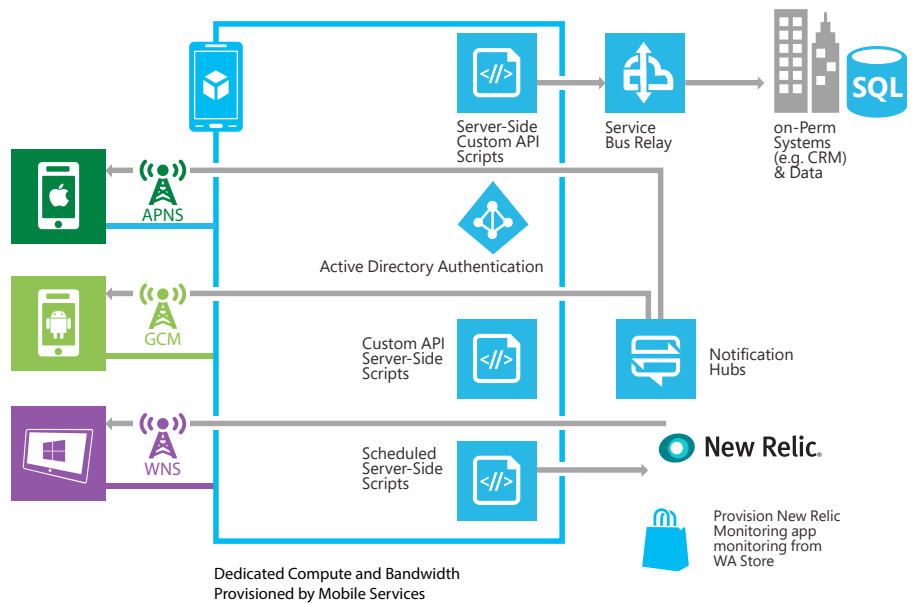 </>
SQL
Server-Side
Custom API
Scripts
Service
Bus Relay
on-Perm
Systems
(e.g. CRM)
& Data
APNS
Active Directory Authentication
GCM
Custom API
Server-Side
Scripts
</>
Notification
Hubs
WNS
Scheduled
Server-Side
Scripts
</>
New Relic.
Provision New Relic
Monitoring app
monitoring from
WA Store
Dedicated Compute and Bandwidth
Provisioned by Mobile Services